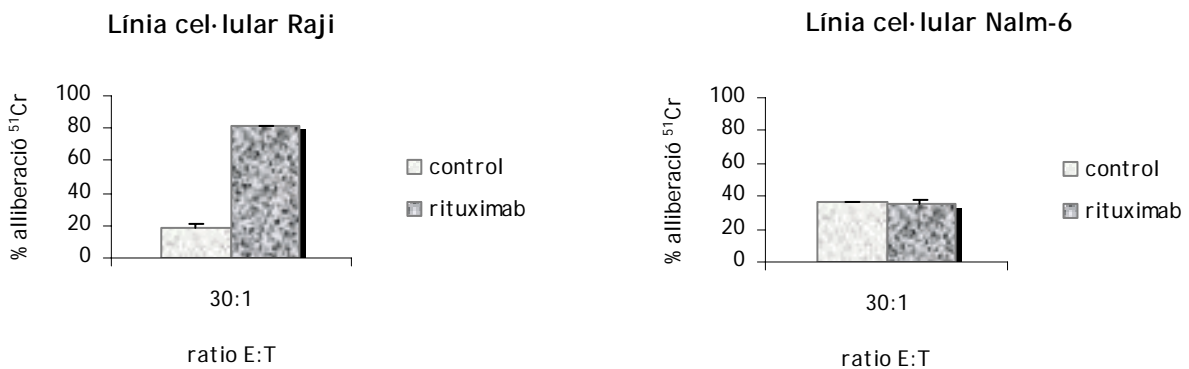 Línia cel·lular Raji
% alliberació ⁵¹Cr
100
80
60
40
20
0
30:1
ratio E:T
control
rituximab
Línia cel·lular Nalm-6
% alliberació ⁵¹Cr
100
80
60
40
20
0
30:1
ratio E:T
control
rituximab